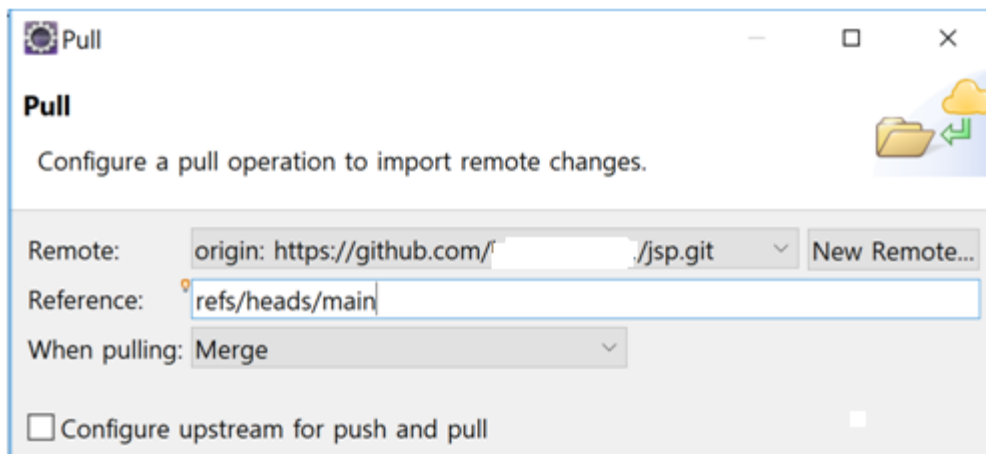 Pull
Pull
Configure a pull operation to import remote changes.
Remote: origin: https://github.com/ /jsp.git New Remote...
Reference: refs/heads/main
When pulling: Merge
Configure upstream for push and pull